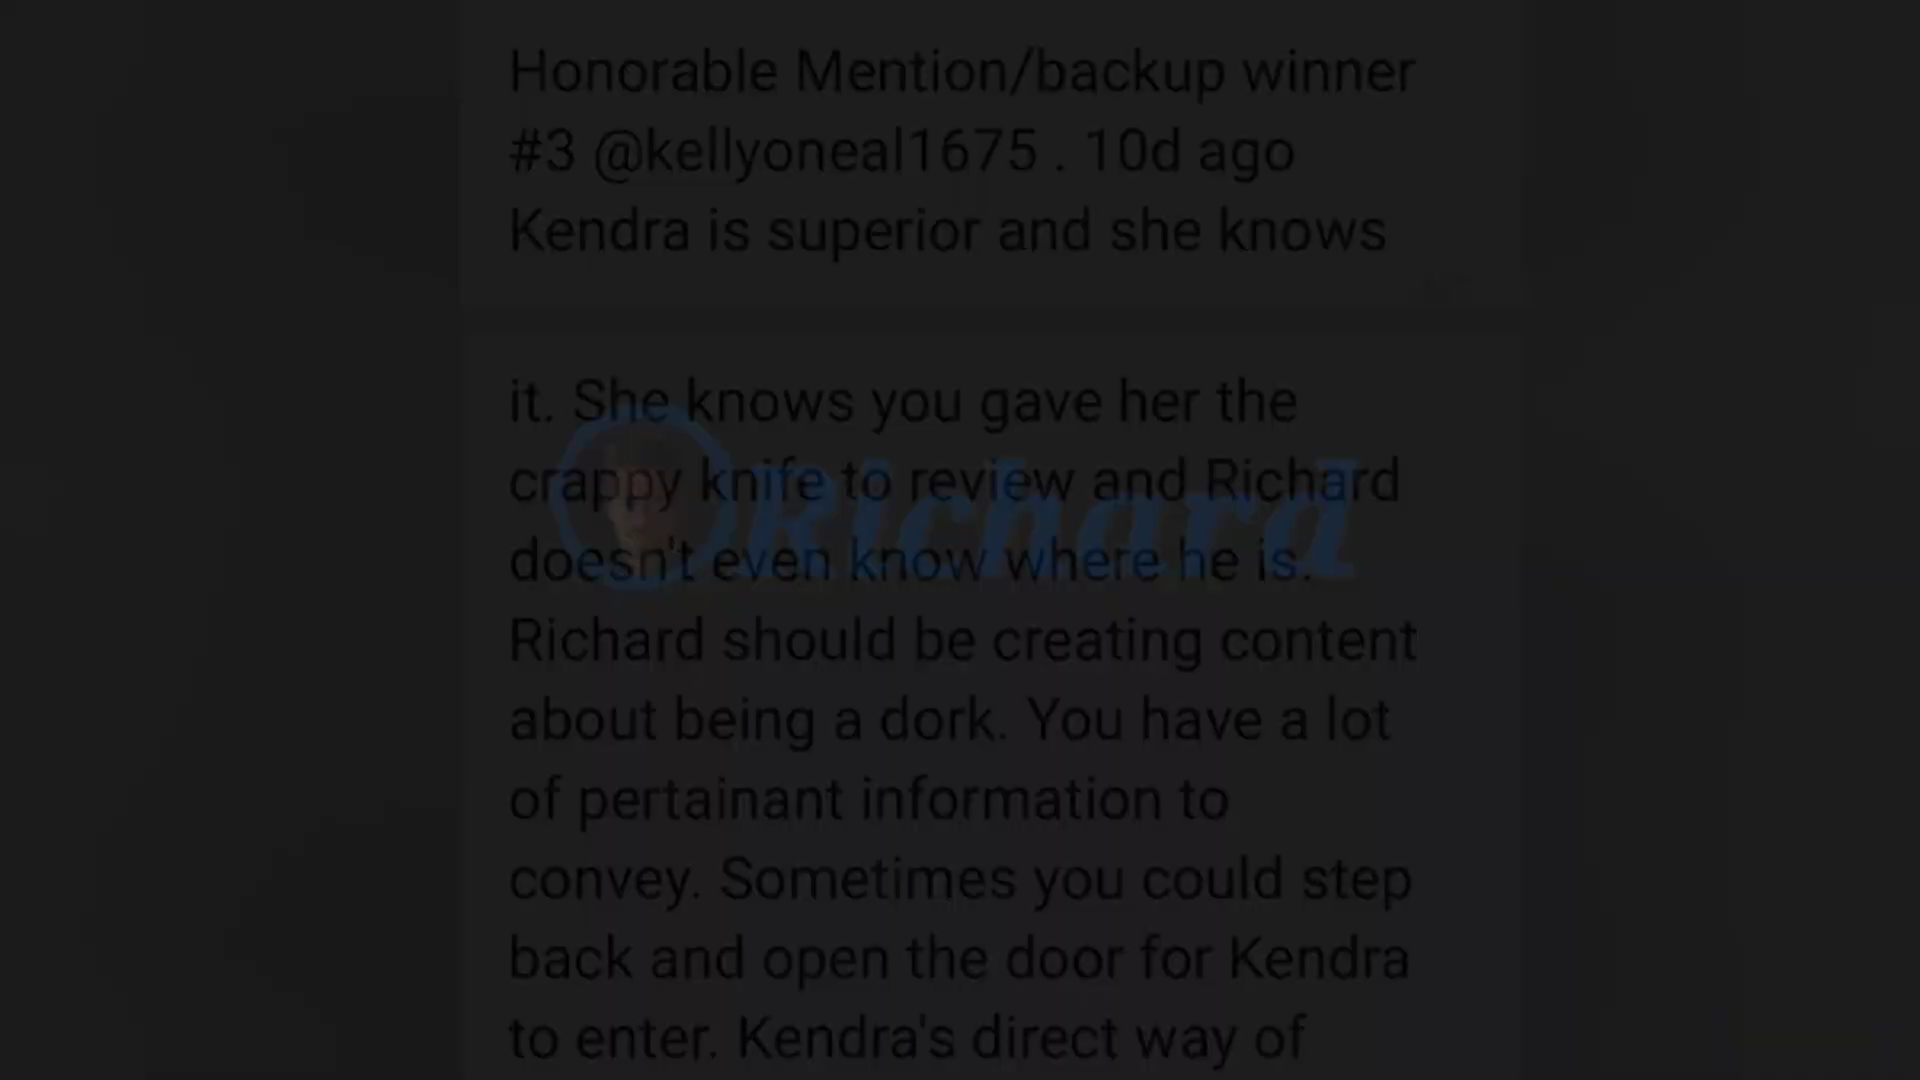 Honorable Mention/backup winner
#3 @kellyoneal1675 . 10d ago
Kendra is superior and she knows
it. She knows you gave her the
crappy knife to review and Richard
doesn't even know where he is.
Richard
Richard should be creating content
about being a dork. You have a lot
of pertainant information to
convey. Sometimes you could step
back and open the door for Kendra
to enter. Kendra's direct way of